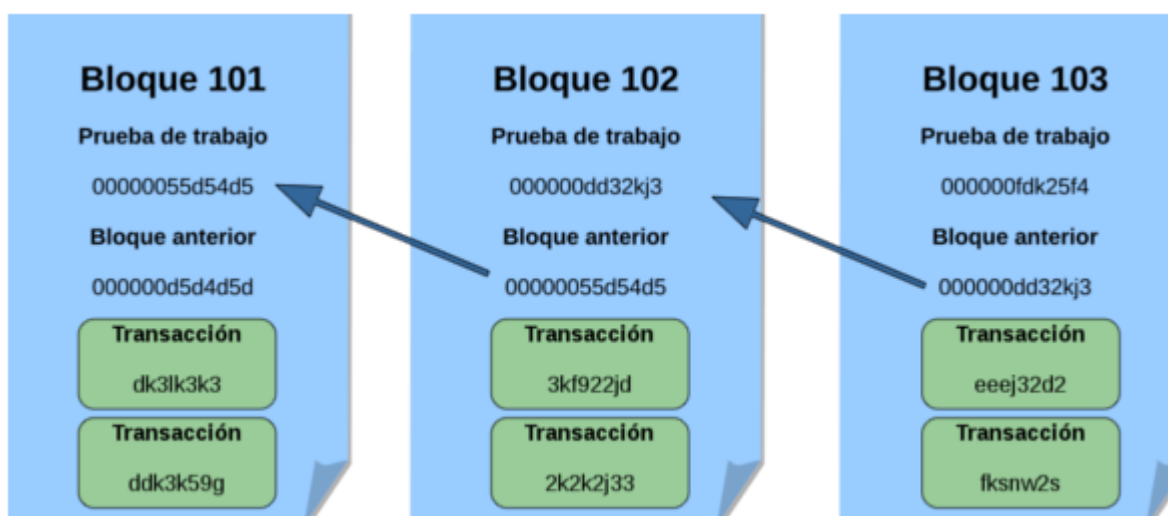 Bloque 101
Prueba de trabajo
00000055d54d5
Bloque anterior
000000d5d4d5d
Transacción
dk3lk3k3
Transacción
ddk3k59g
Bloque 102
Prueba de trabajo
000000dd32kj3
Bloque anterior
00000055d54d5
Transacción
3kf922jd
Transacción
2k2k2j33
Bloque 103
Prueba de trabajo
000000fdk25f4
Bloque anterior
000000dd32kj3
Transacción
eeej32d2
Transacción
fksnw2s